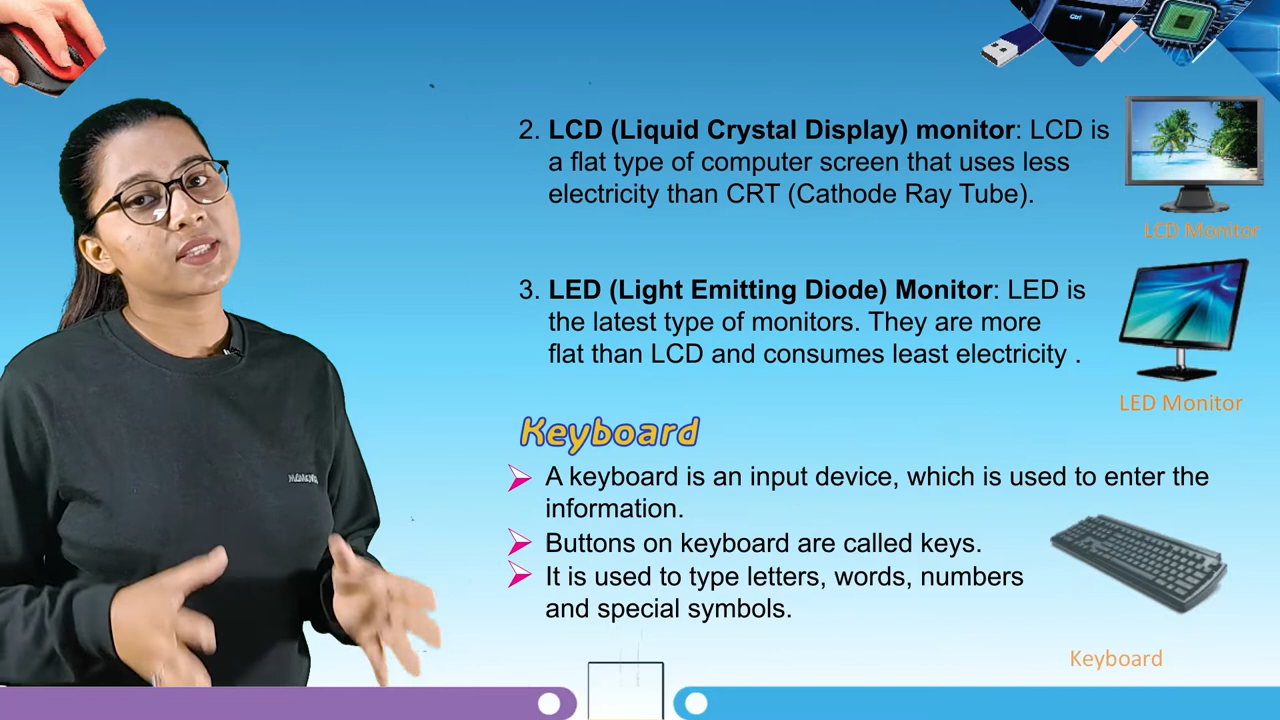 Ctrl
2. LCD (Liquid Crystal Display) monitor: LCD is
a flat type of computer screen that uses less
electricity than CRT (Cathode Ray Tube).
LCD Monitor
3. LED (Light Emitting Diode) Monitor: LED is
the latest type of monitors. They are more
flat than LCD and consumes least electricity .
LED Monitor
Keyboard
A keyboard is an input device, which is used to enter the
information.
Buttons on keyboard are called keys.
It is used to type letters, words, numbers
and special symbols.
Keyboard